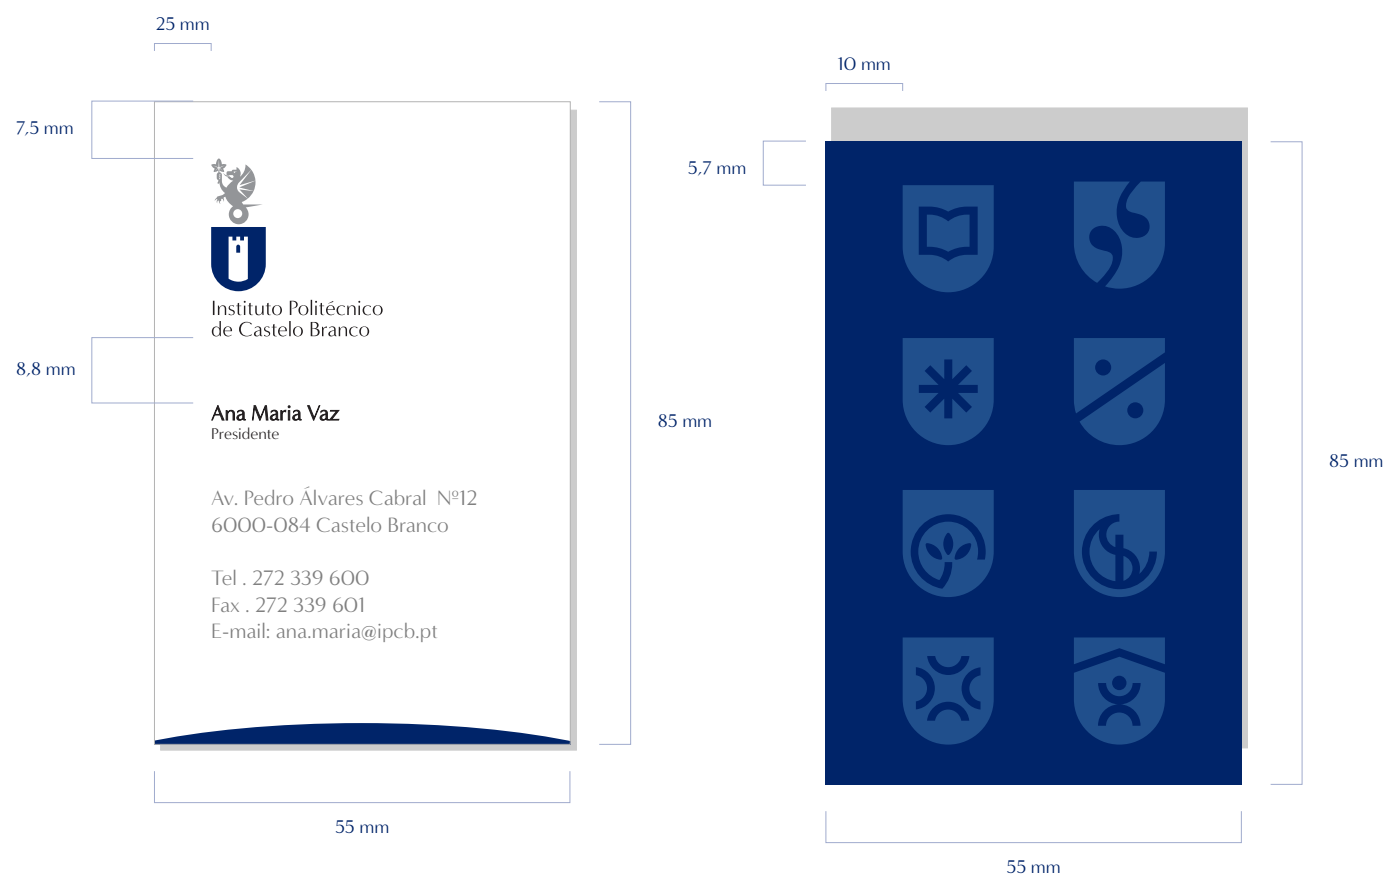 25 mm
7,5 mm
Instituto Politécnico
de Castelo Branco
8,8 mm
Ana Maria Vaz
Presidente
Av. Pedro Álvares Cabral  Nº12
6000-084 Castelo Branco
Tel . 272 339 600
Fax . 272 339 601
E-mail: ana.maria@ipcb.pt
85 mm
55 mm
10 mm
5,7 mm
85 mm
55 mm